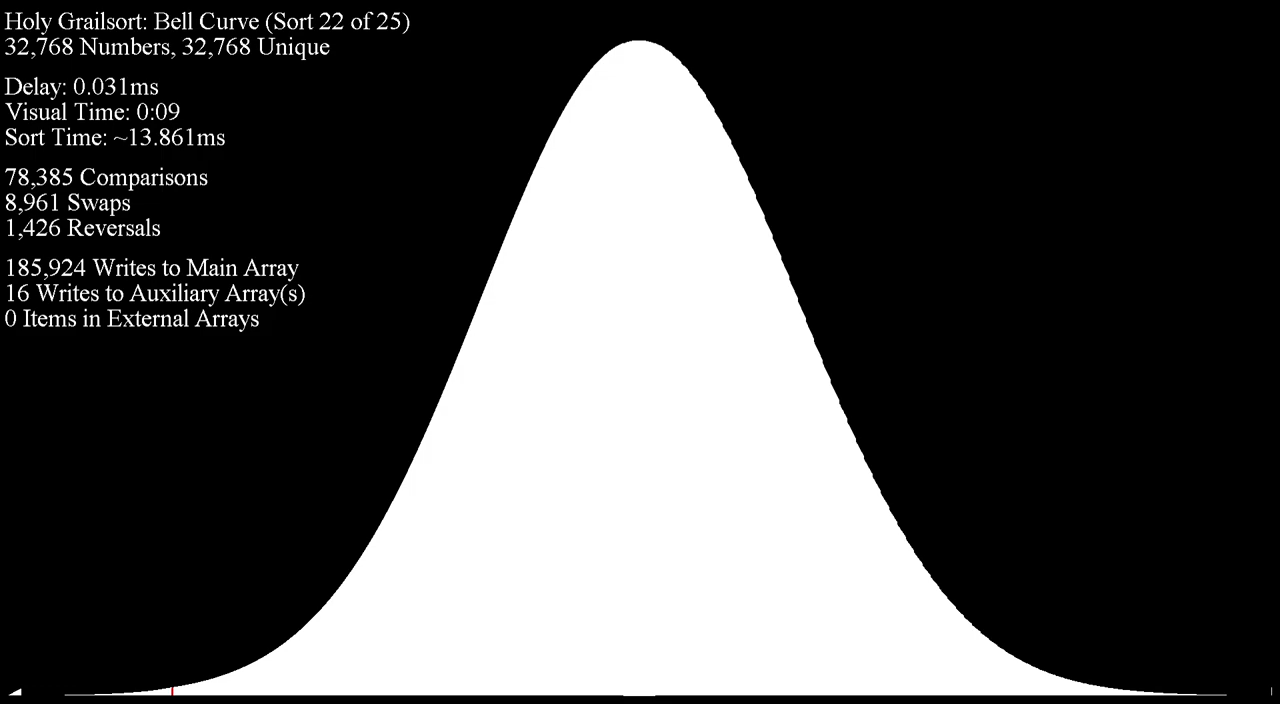 Holy Grailsort: Bell Curve (Sort 22 of 25)
32,768 Numbers, 32,768 Unique
Delay: 0.031ms
Visual Time: 0:09
Sort Time: ~13.861ms
78,385 Comparisons
8,961 Swaps
1,426 Reversals
185,924 Writes to Main Array
16 Writes to Auxiliary Array(s)
0 Items in External Arrays